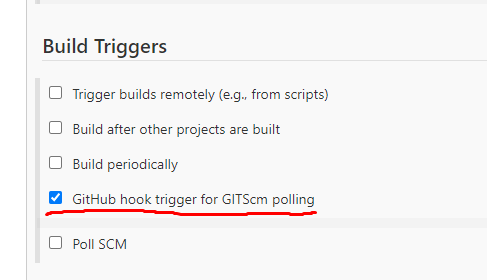 Build Triggers
Trigger builds remotely (e.g., from scripts)
Build after other projects are built
Build periodically
GitHub hook trigger for GITScm polling
Poll SCM